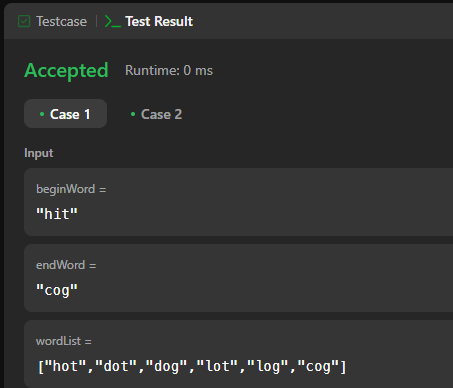 Testcase | Test Result
Accepted Runtime: 0 ms
Case 1 Case 2
Input
beginWord =
"hit"
endWord =
"cog"
wordList =
["hot","dot","dog","lot","log","cog"]